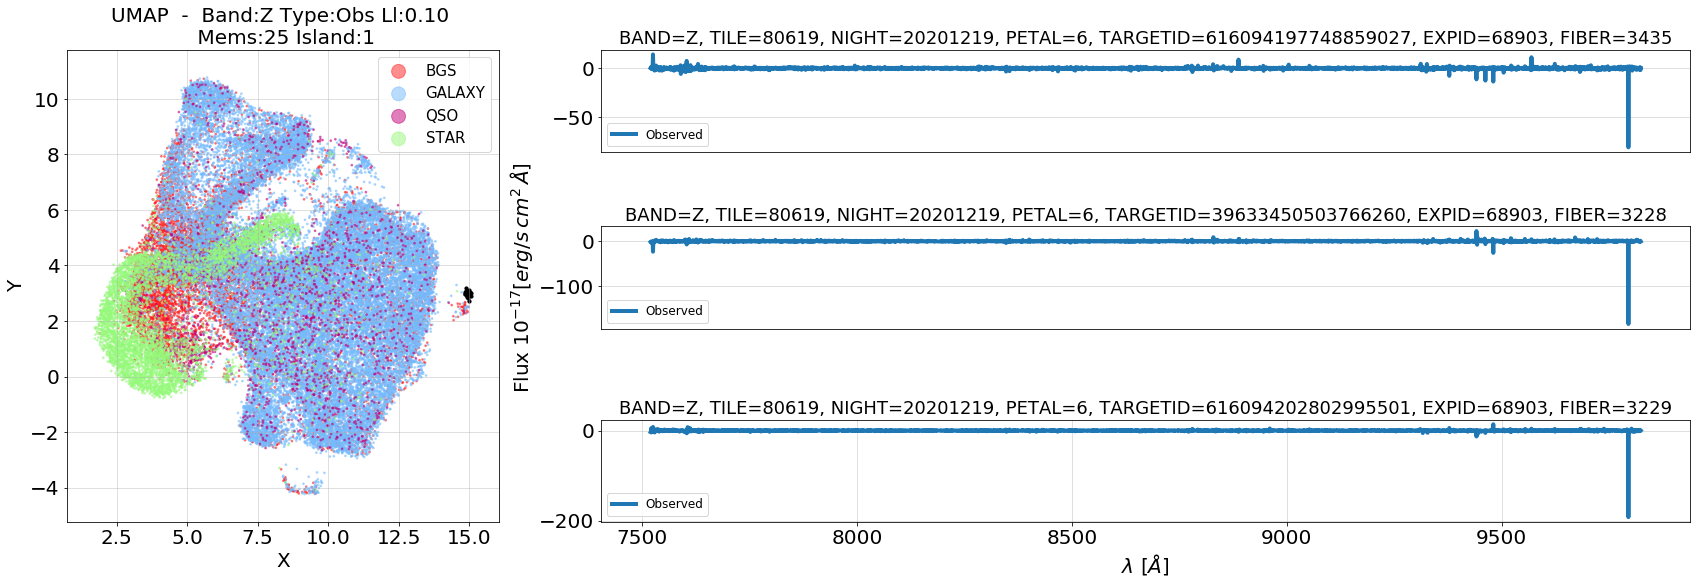 UMAP - Band:Z Type:Obs Ll:0.10
Mems:25 Island:1
BGS
GALAXY
QSO
STAR
10
8
6
4
2
0
−2
−4
Y
2.5 5.0 7.5 10.0 12.5 15.0
X
Flux 10⁻¹⁷[erg/s cm² Å]
BAND=Z, TILE=80619, NIGHT=20201219, PETAL=6, TARGETID=616094197748859027, EXPID=68903, FIBER=3435
0
−50
Observed
BAND=Z, TILE=80619, NIGHT=20201219, PETAL=6, TARGETID=39633450503766260, EXPID=68903, FIBER=3228
0
−100
Observed
BAND=Z, TILE=80619, NIGHT=20201219, PETAL=6, TARGETID=616094202802995501, EXPID=68903, FIBER=3229
0
−200
Observed
7500 8000 8500 9000 9500
λ [Å]